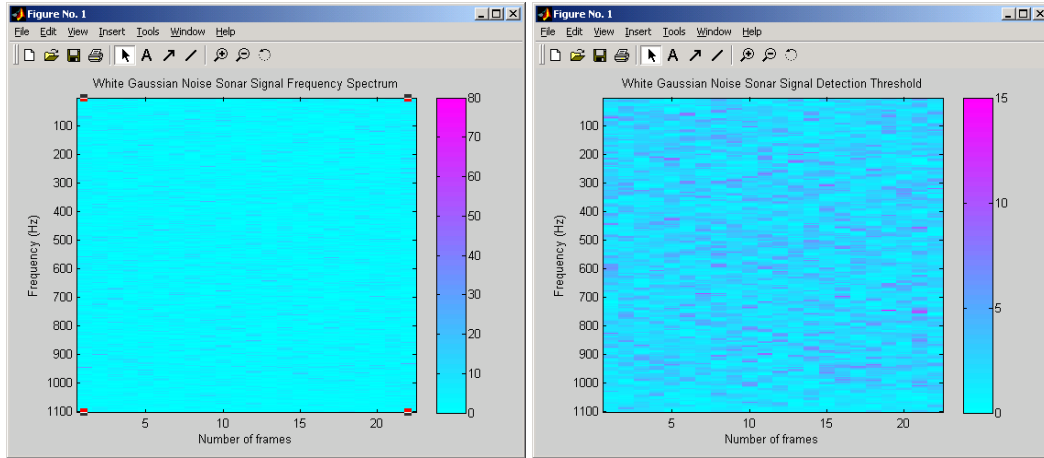 Figure No. 1
File Edit View Insert Tools Window Help
A
White Gaussian Noise Sonar Signal Frequency Spectrum
100
200
300
400
500
600
700
800
900
1000
1100
Frequency (Hz)
5 10 15 20
Number of frames
80
70
60
50
40
30
20
10
0
Figure No. 1
File Edit View Insert Tools Window Help
A
White Gaussian Noise Sonar Signal Detection Threshold
100
200
300
400
500
600
700
800
900
1000
1100
Frequency (Hz)
5 10 15 20
Number of frames
15
10
5
0